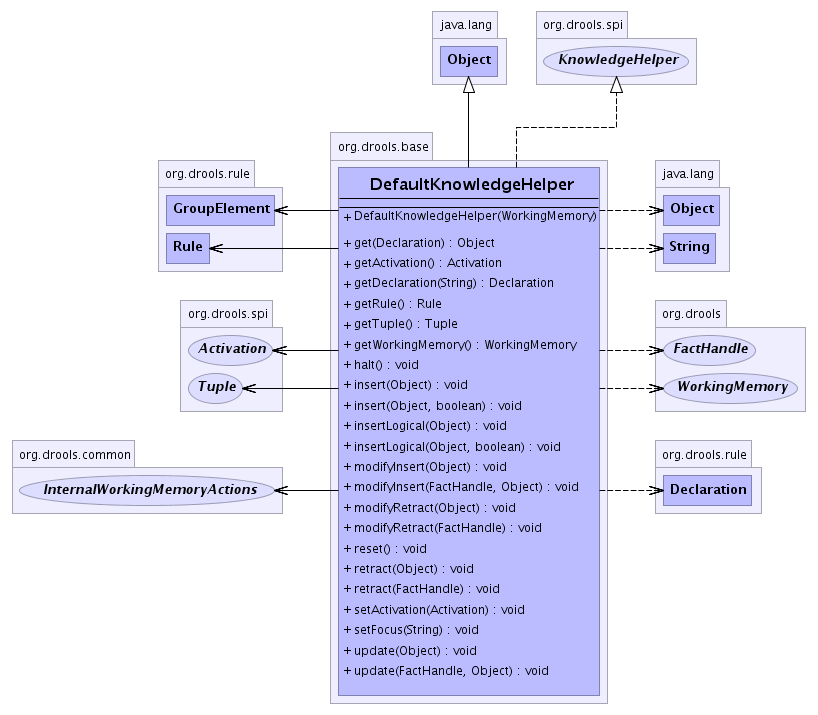 java.lang
Object
org.drools.spi
KnowledgeHelper
org.drools.base
DefaultKnowledgeHelper
+ DefaultKnowledgeHelper(WorkingMemory)
+ get(Declaration) : Object
+ getActivation() : Activation
+ getDeclaration(String) : Declaration
+ getRule() : Rule
+ getTuple() : Tuple
+ getWorkingMemory() : WorkingMemory
+ halt() : void
+ insert(Object) : void
+ insert(Object, boolean) : void
+ insertLogical(Object) : void
+ insertLogical(Object, boolean) : void
+ modifyInsert(Object) : void
+ modifyInsert(FactHandle, Object) : void
+ modifyRetract(Object) : void
+ modifyRetract(FactHandle) : void
+ reset() : void
+ retract(Object) : void
+ retract(FactHandle) : void
+ setActivation(Activation) : void
+ setFocus(String) : void
+ update(Object) : void
+ update(FactHandle, Object) : void
org.drools.rule
GroupElement
Rule
org.drools.spi
Activation
Tuple
org.drools.common
InternalWorkingMemoryActions
java.lang
Object
String
org.drools
FactHandle
WorkingMemory
org.drools.rule
Declaration